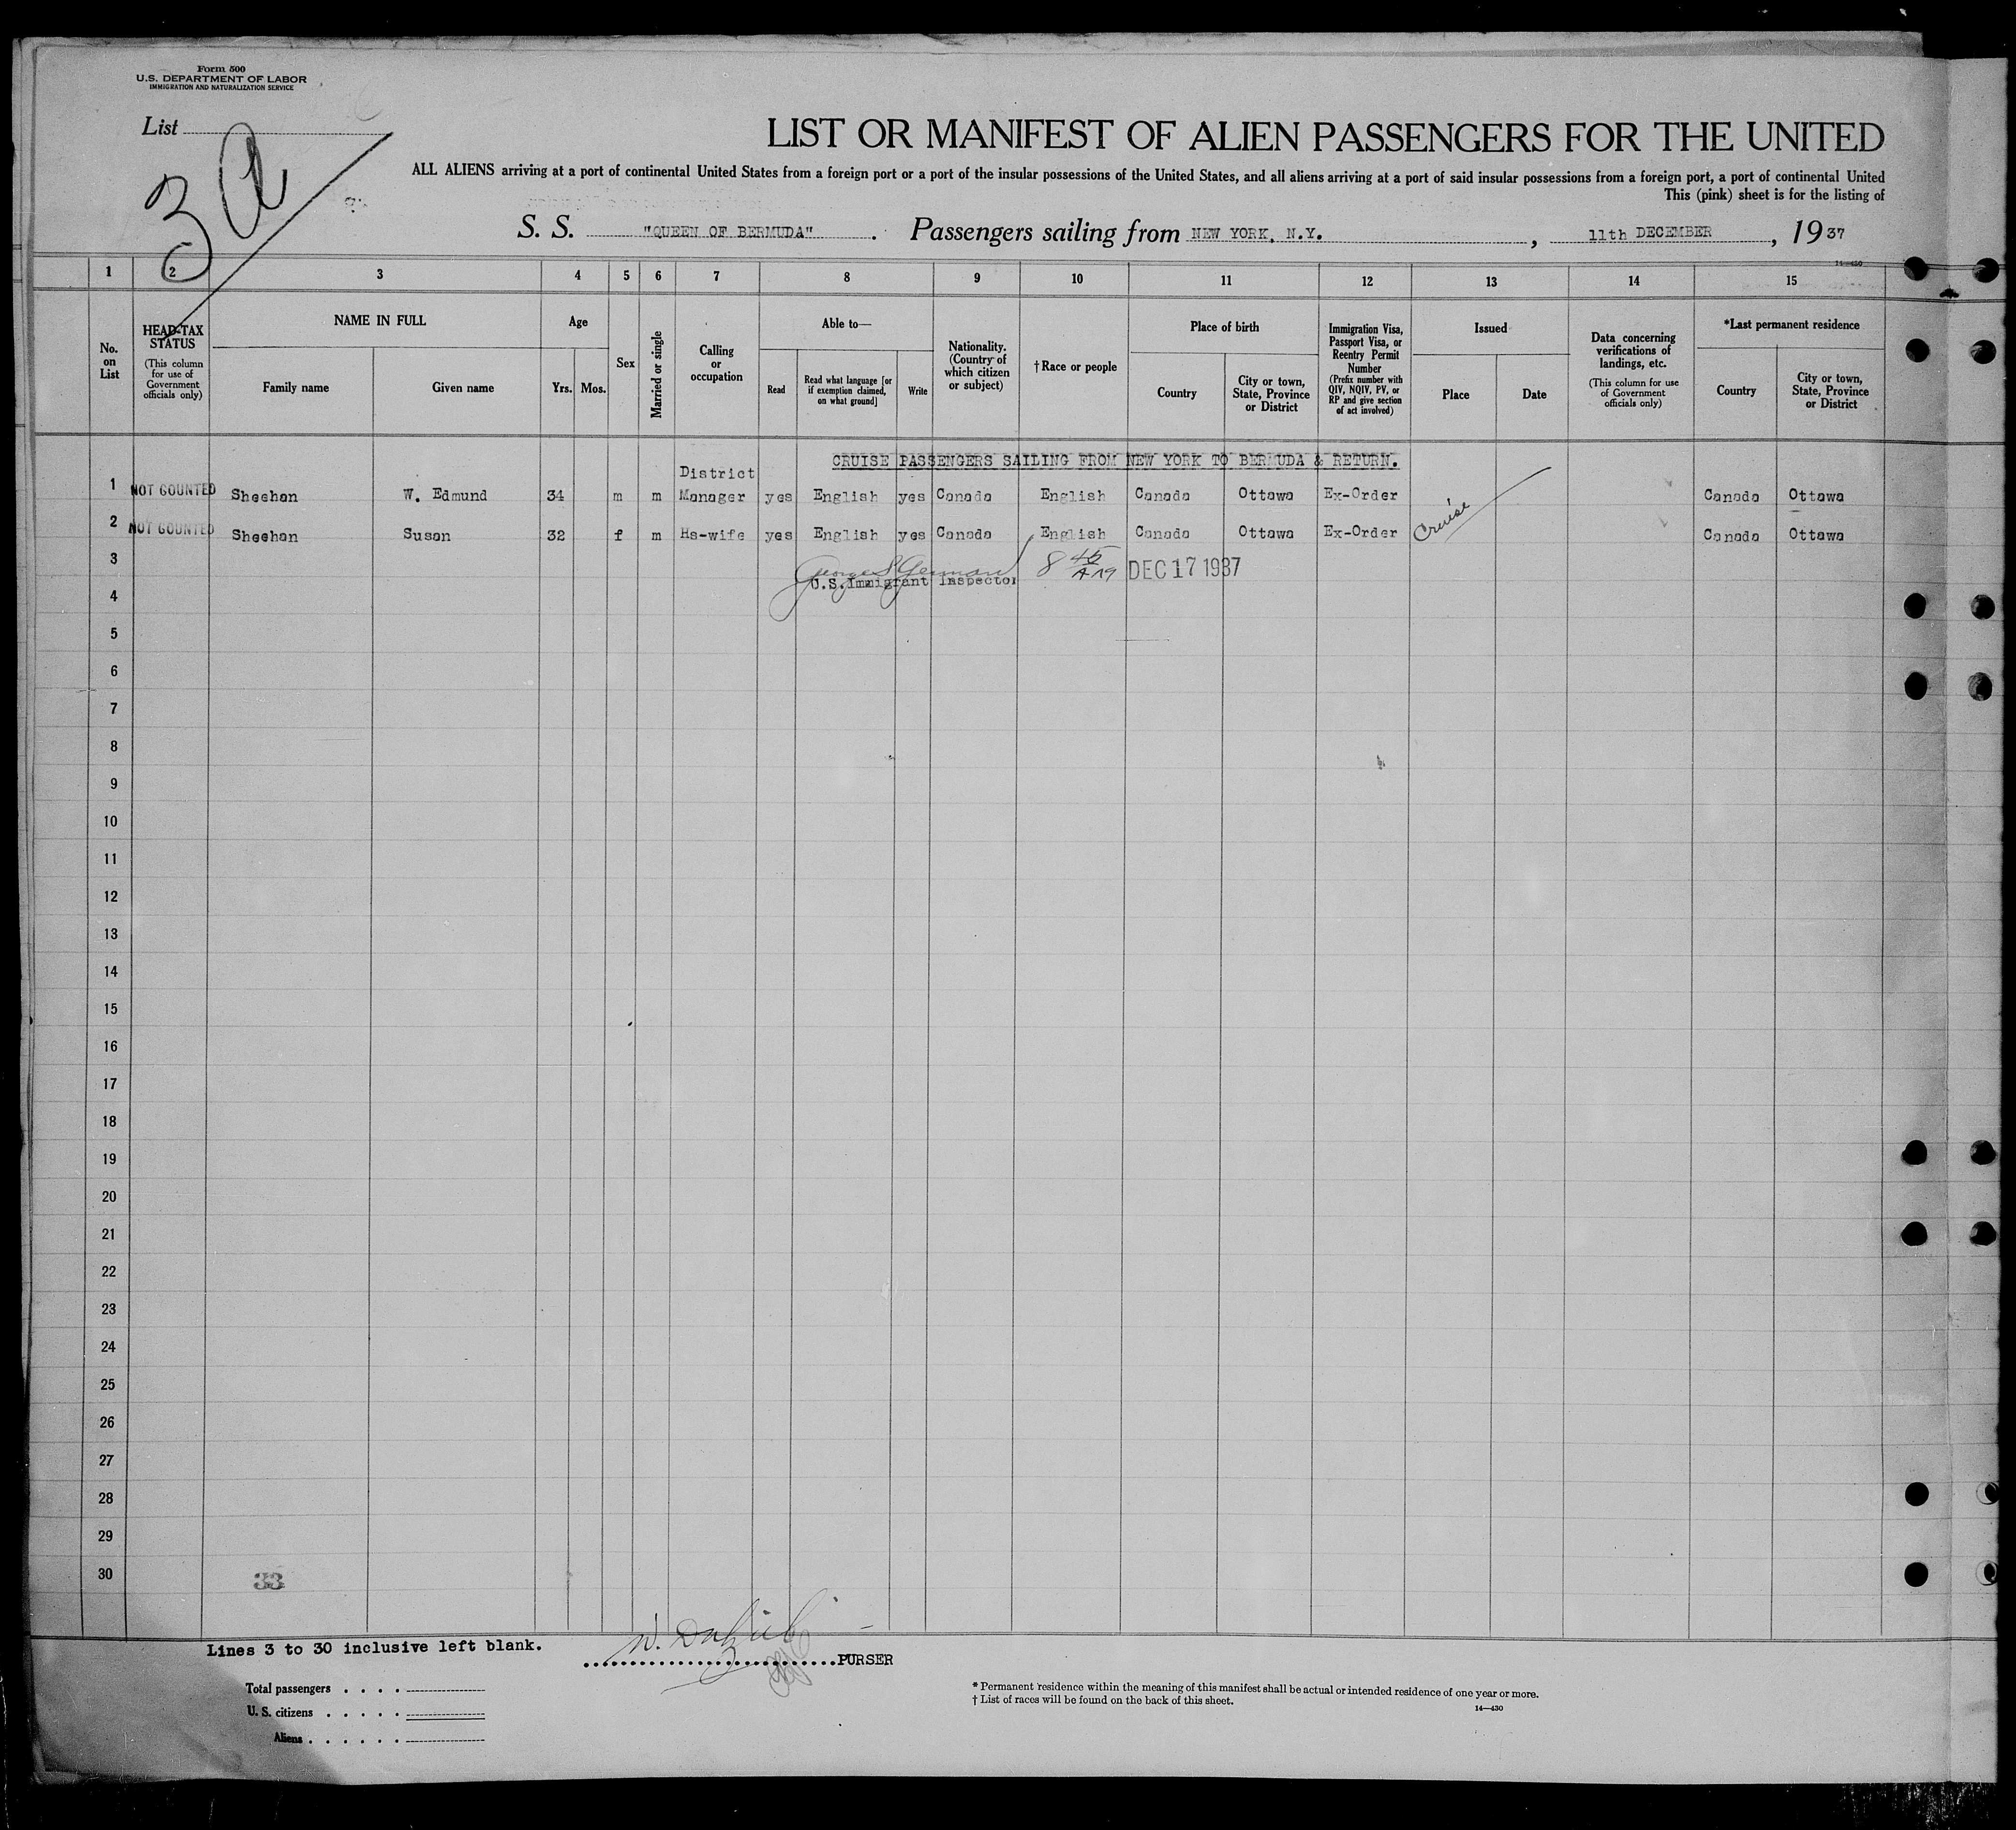 Form 500
U.S. DEPARTMENT OF LABOR
IMMIGRATION AND NATURALIZATION SERVICE
List
3a
LIST OR MANIFEST OF ALIEN PASSENGERS FOR THE UNITED
ALL ALIENS arriving at a port of continental United States from a foreign port or a port of the insular possessions of the United States, and all aliens arriving at a port of said insular possessions from a foreign port, a port of continental United
This (pink) sheet is for the listing of
S. S. "QUEEN OF BERMUDA". Passengers sailing from NEW YORK, N.Y., 11th DECEMBER, 1937
14—430
1 2 3 4 5 6 7 8 9 10 11 12 13 14 15
No. on List
HEAD-TAX STATUS
(This column for use of Government officials only)
NAME IN FULL
Family name
Given name
Age
Yrs. Mos.
Sex
Married or single
Calling or occupation
Able to—
Read
Read what language [or if exemption claimed, on what ground]
Write
Nationality. (Country of which citizen or subject)
† Race or people
Place of birth
Country
City or town, State, Province or District
Immigration Visa, Passport Visa, or Reentry Permit Number
(Prefix number with QIV, NQIV, PV, or RP and give section of act involved)
Issued
Place
Date
Data concerning verifications of landings, etc.
(This column for use of Government officials only)
*Last permanent residence
Country
City or town, State, Province or District
CRUISE PASSENGERS SAILING FROM NEW YORK TO BERMUDA & RETURN.
1 NOT COUNTED Sheehan W. Edmund 34 m m District Manager yes English yes Canada English Canada Ottawa Ex-Order Canada Ottawa
2 NOT COUNTED Sheehan Susan 32 f m Hs-wife yes English yes Canada English Canada Ottawa Ex-Order Cruise Canada Ottawa
3
George S German 8 45 AM DEC 17 1937
U.S. Immigrant Inspector
4
5
6
7
8
9
10
11
12
13
14
15
16
17
18
19
20
21
22
23
24
25
26
27
28
29
30
33
Lines 3 to 30 inclusive left blank.
PURSER
Total passengers
U. S. citizens
Aliens
* Permanent residence within the meaning of this manifest shall be actual or intended residence of one year or more.
† List of races will be found on the back of this sheet.
14—430